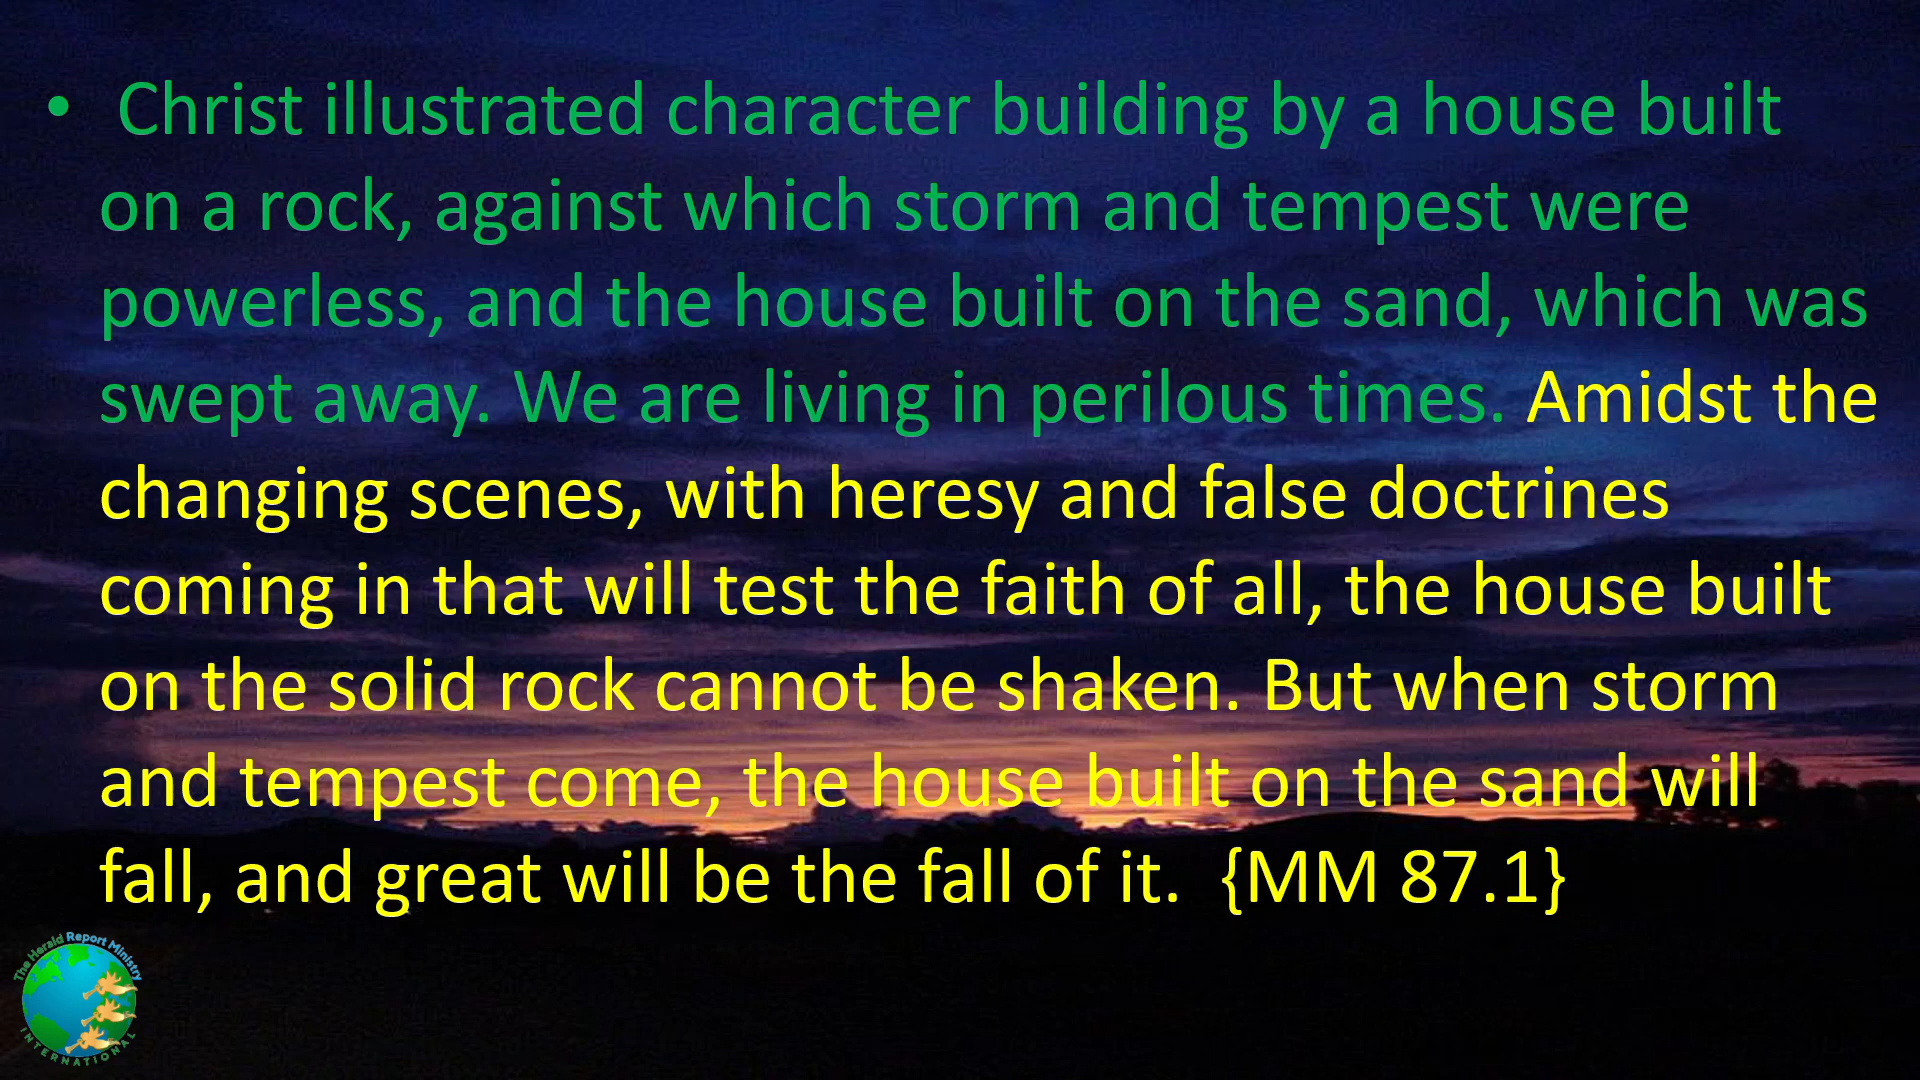 • Christ illustrated character building by a house built
on a rock, against which storm and tempest were
powerless, and the house built on the sand, which was
swept away. We are living in perilous times. Amidst the
changing scenes, with heresy and false doctrines
coming in that will test the faith of all, the house built
on the solid rock cannot be shaken. But when storm
and tempest come, the house built on the sand will
fall, and great will be the fall of it.  {MM 87.1}
The Herald Report Ministry
INTERNATIONAL